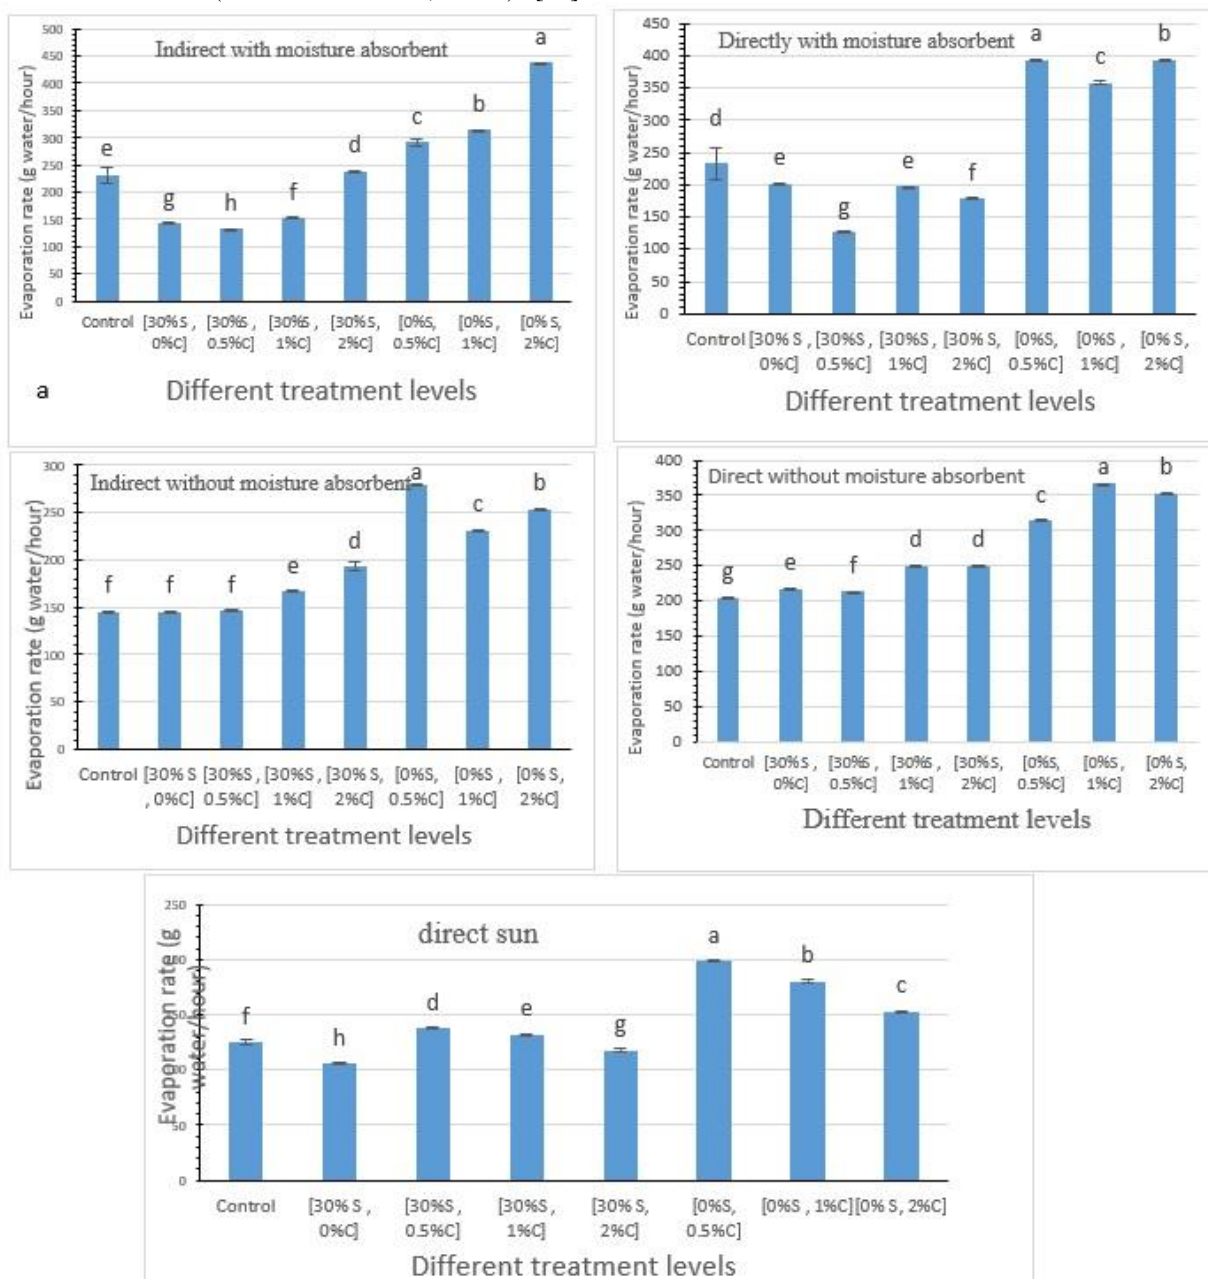 Indirect with moisture absorbent
Evaporation rate (g water/hour)
500
450
400
350
300
250
200
150
100
50
0
e
g
h
f
d
c
b
a
Control [30%S , [30%S , [30%S , [30%S, [0%S, [0%S , [0% S,
0%C] 0.5%C] 1%C] 2%C] 0.5%C] 1%C] 2%C]
a
Different treatment levels
Directly with moisture absorbent
Evaporation rate (g water/hour)
450
400
350
300
250
200
150
100
50
0
d
e
g
e
f
a
c
b
Control [30% S , [30%S , [30%S , [30%S, [0%S, [0%S , [0% S,
0%C] 0.5%C] 1%C] 2%C] 0.5%C] 1%C] 2%C]
Different treatment levels
Indirect without moisture absorbent
Evaporation rate (g water/hour)
300
250
200
150
100
50
0
f
f
f
e
d
a
c
b
Control [30% S [30%S , [30%S , [30% S, [0%S, [0%S , [0% S,
, 0%C] 0.5%C] 1%C] 2%C] 0.5%C] 1%C] 2%C]
Different treatment levels
Direct without moisture absorbent
Evaporation rate (g water/hour)
400
350
300
250
200
150
100
50
0
g
e
f
d
d
c
a
b
Control [30%S , [30%S , [30%S , [30%S, [0%S, [0%S , [0% S,
0%C] 0.5%C] 1%C] 2%C] 0.5%C] 1%C] 2%C]
Different treatment levels
direct sun
Evaporation rate (g
water/hour)
250
200
150
100
50
0
f
h
d
e
g
a
b
c
Control [30% S , [30%S , [30%S , [30%S, [0%S, [0%S , 1%C] [0% S, 2%C]
0%C] 0.5%C] 1%C] 2%C] 0.5%C]
Different treatment levels